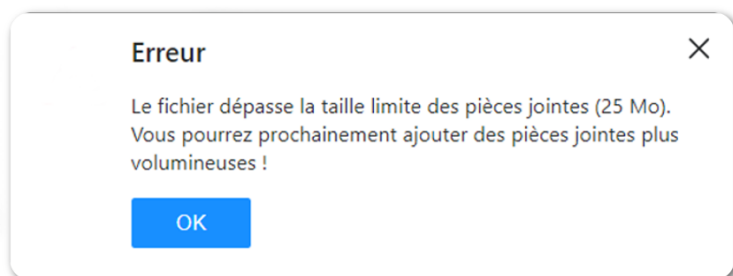 Erreur
Le fichier dépasse la taille limite des pièces jointes (25 Mo).
Vous pourrez prochainement ajouter des pièces jointes plus
volumineuses !
OK